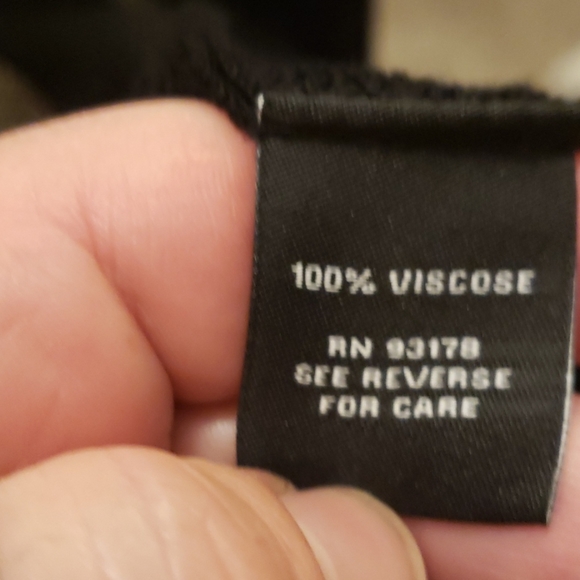 100% VISCOSE
RN 93178
SEE REVERSE
FOR CARE